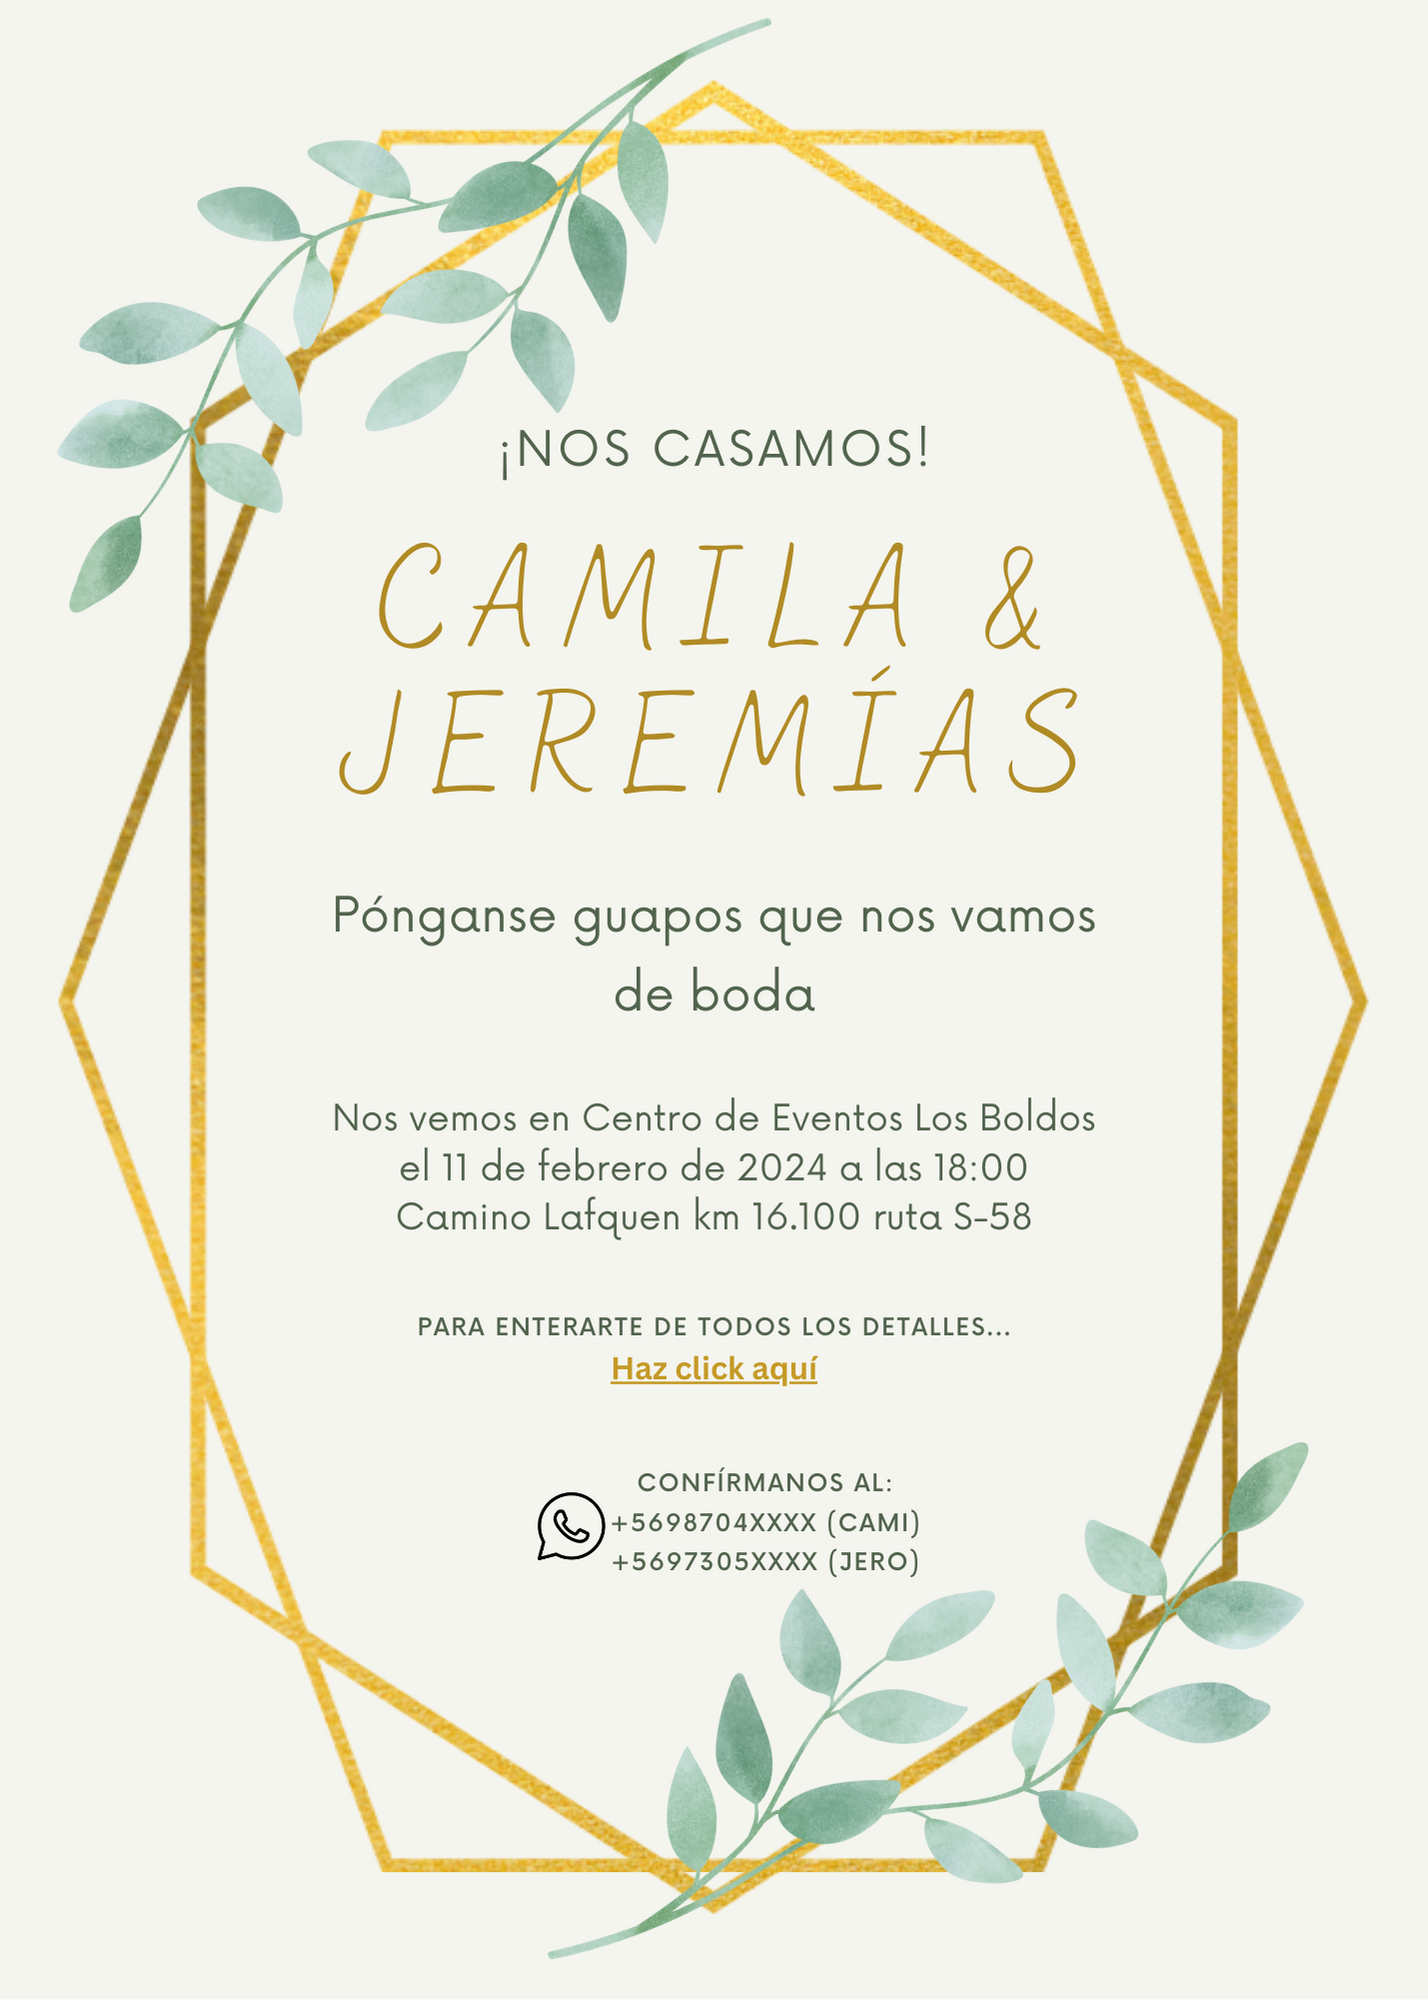 ¡NOS CASAMOS!
CAMILA &
JEREMÍAS
Pónganse guapos que nos vamos
de boda
Nos vemos en Centro de Eventos Los Boldos
el 11 de febrero de 2024 a las 18:00
Camino Lafquen km 16.100 ruta S-58
PARA ENTERARTE DE TODOS LOS DETALLES...
Haz click aquí
CONFÍRMANOS AL:
+5698704XXXX (CAMI)
+5697305XXXX (JERO)